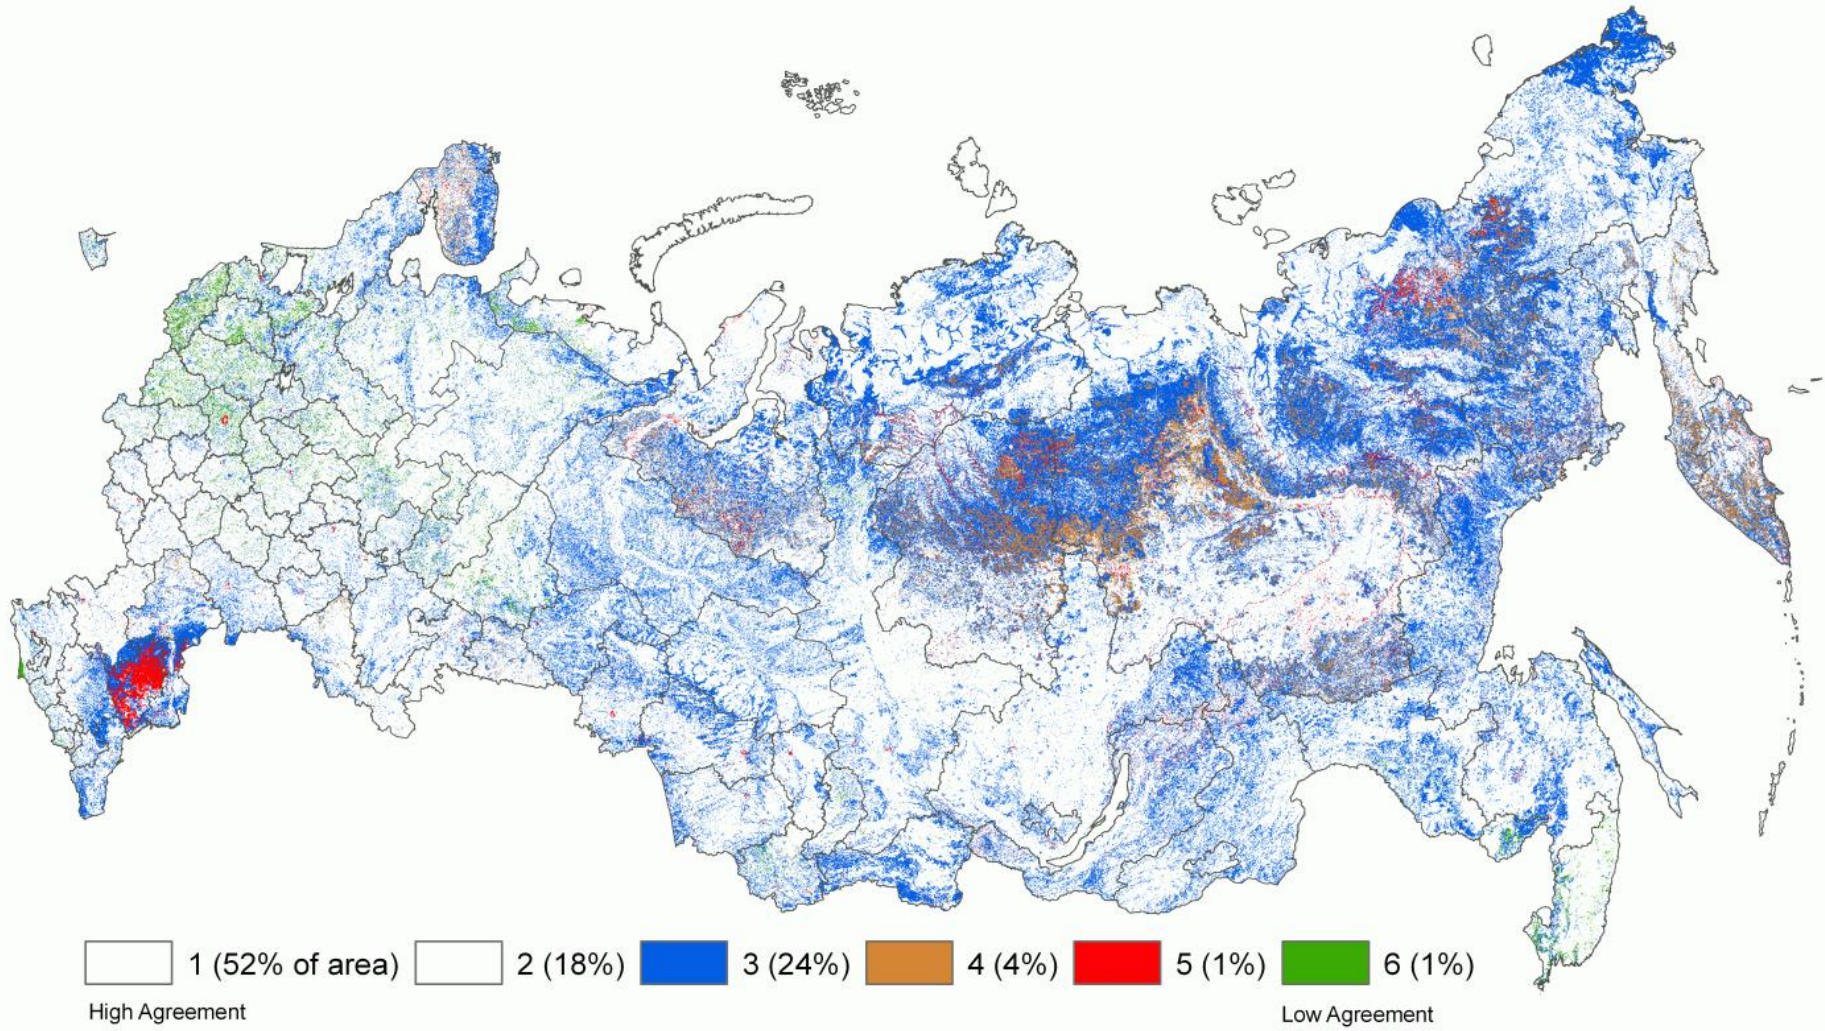 1 (52% of area) 2 (18%) 3 (24%) 4 (4%) 5 (1%) 6 (1%)
High Agreement Low Agreement